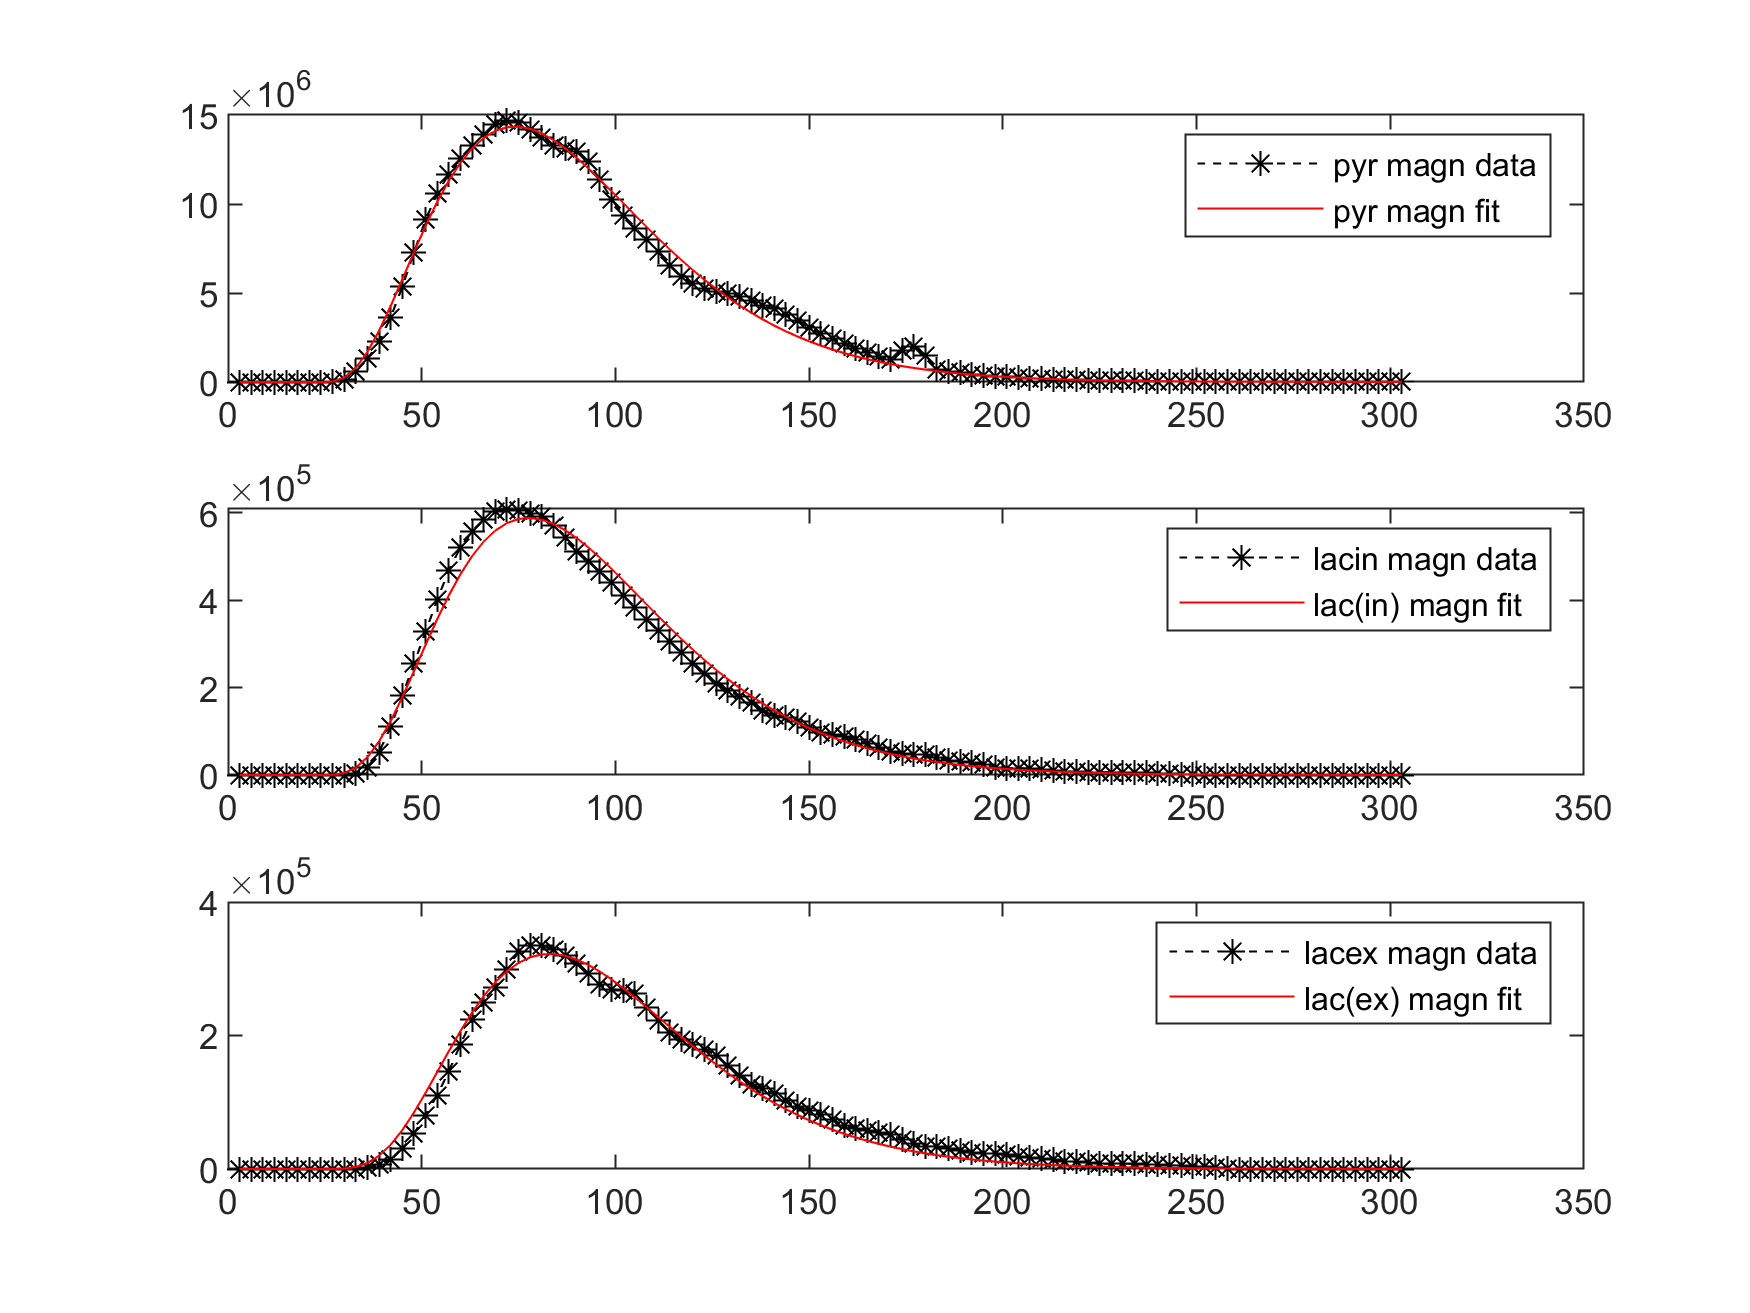 ×10^6
15
10
5
0
0 50 100 150 200 250 300 350
pyr magn data
pyr magn fit
×10^5
6
4
2
0
0 50 100 150 200 250 300 350
lacin magn data
lac(in) magn fit
×10^5
4
2
0
0 50 100 150 200 250 300 350
lacex magn data
lac(ex) magn fit